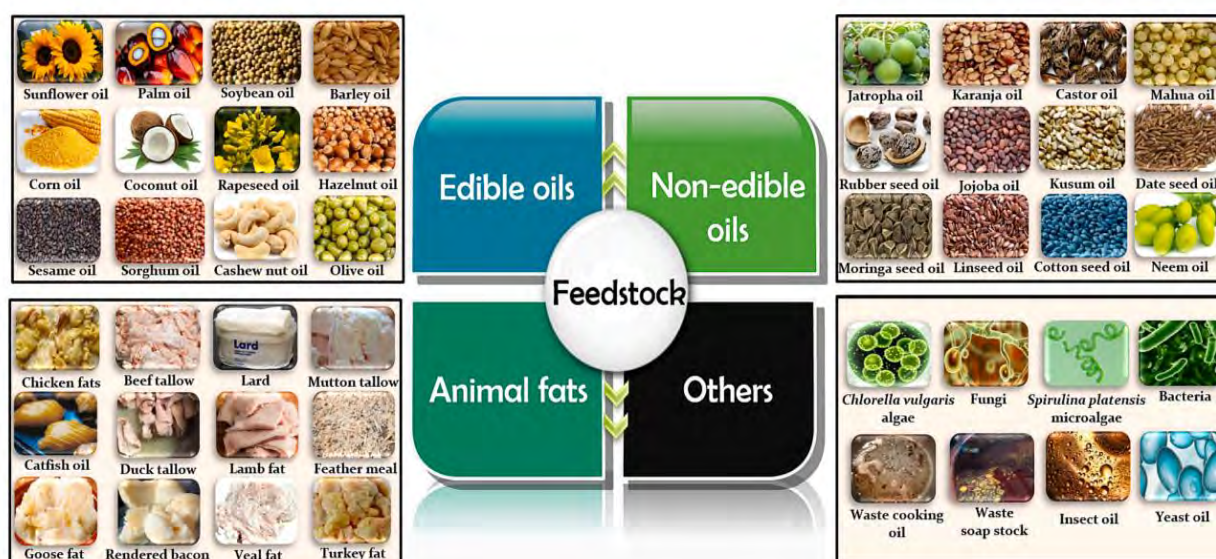 Sunflower oil
Palm oil
Soybean oil
Barley oil
Corn oil
Coconut oil
Rapeseed oil
Hazelnut oil
Sesame oil
Sorghum oil
Cashew nut oil
Olive oil
Edible oils
Non-edible
oils
Feedstock
Animal fats
Others
Jatropha oil
Karanja oil
Castor oil
Mahua oil
Rubber seed oil
Jojoba oil
Kusum oil
Date seed oil
Moringa seed oil
Linseed oil
Cotton seed oil
Neem oil
Lard
Chicken fats
Beef tallow
Lard
Mutton tallow
Catfish oil
Duck tallow
Lamb fat
Feather meal
Goose fat
Rendered bacon
Veal fat
Turkey fat
Chlorella vulgaris
algae
Fungi
Spirulina platensis
microalgae
Bacteria
Waste cooking
oil
Waste
soap stock
Insect oil
Yeast oil